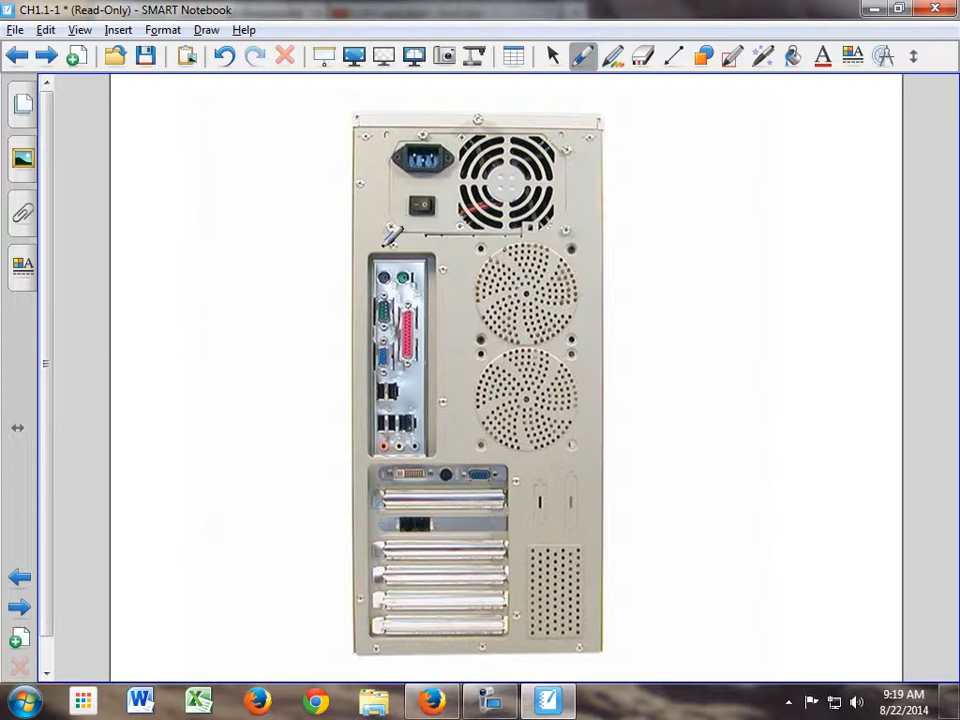 CH1.1-1 * (Read-Only) - SMART Notebook
File Edit View Insert Format Draw Help
9:19 AM
8/22/2014